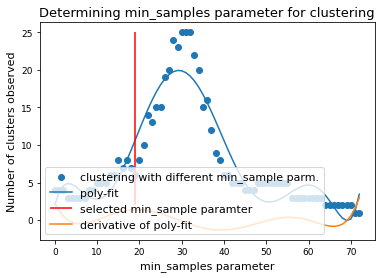 Determining min_samples parameter for clustering
25
20
15
10
5
0
Number of clusters observed
clustering with different min_sample parm.
poly-fit
selected min_sample paramter
derivative of poly-fit
0 10 20 30 40 50 60 70
min_samples parameter